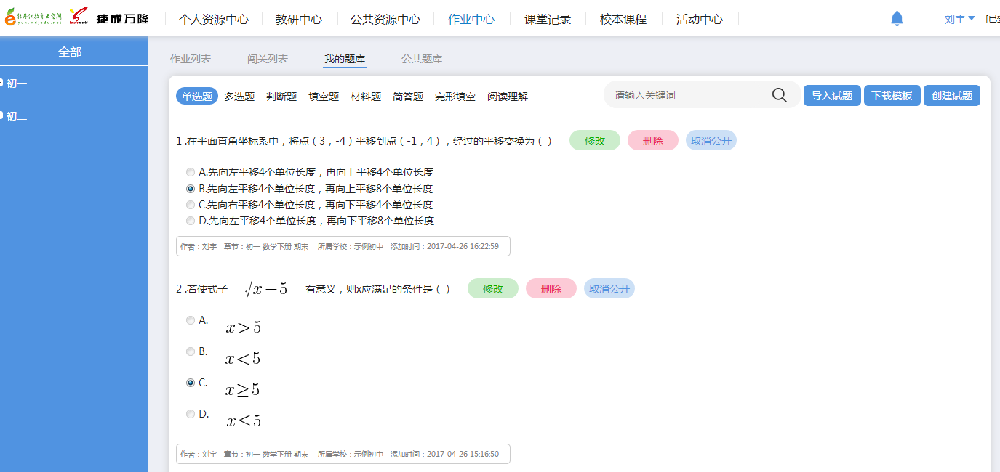 牡丹江教育云空间
yun.mojedu.net
捷成万隆
个人资源中心 教研中心 公共资源中心 作业中心 课堂记录 校本课程 活动中心 刘宇
全部
初一
初二
作业列表 闯关列表 我的题库 公共题库
单选题 多选题 判断题 填空题 材料题 简答题 完形填空 阅读理解 请输入关键词 导入试题 下载模板 创建试题
1 .在平面直角坐标系中，将点（3，-4）平移到点（-1，4），经过的平移变换为（ ） 修改 删除 取消公开
A.先向左平移4个单位长度，再向上平移4个单位长度
B.先向左平移4个单位长度，再向上平移8个单位长度
C.先向右平移4个单位长度，再向下平移4个单位长度
D.先向左平移4个单位长度，再向下平移8个单位长度
作者：刘宇 章节：初一 数学下册 期末 所属学校：示例初中 添加时间：2017-04-26 16:22:59
2 .若使式子 √x−5 有意义，则x应满足的条件是（ ） 修改 删除 取消公开
A. x>5
B. x<5
C. x≥5
D. x≤5
作者：刘宇 章节：初一 数学下册 期末 所属学校：示例初中 添加时间：2017-04-26 15:16:50